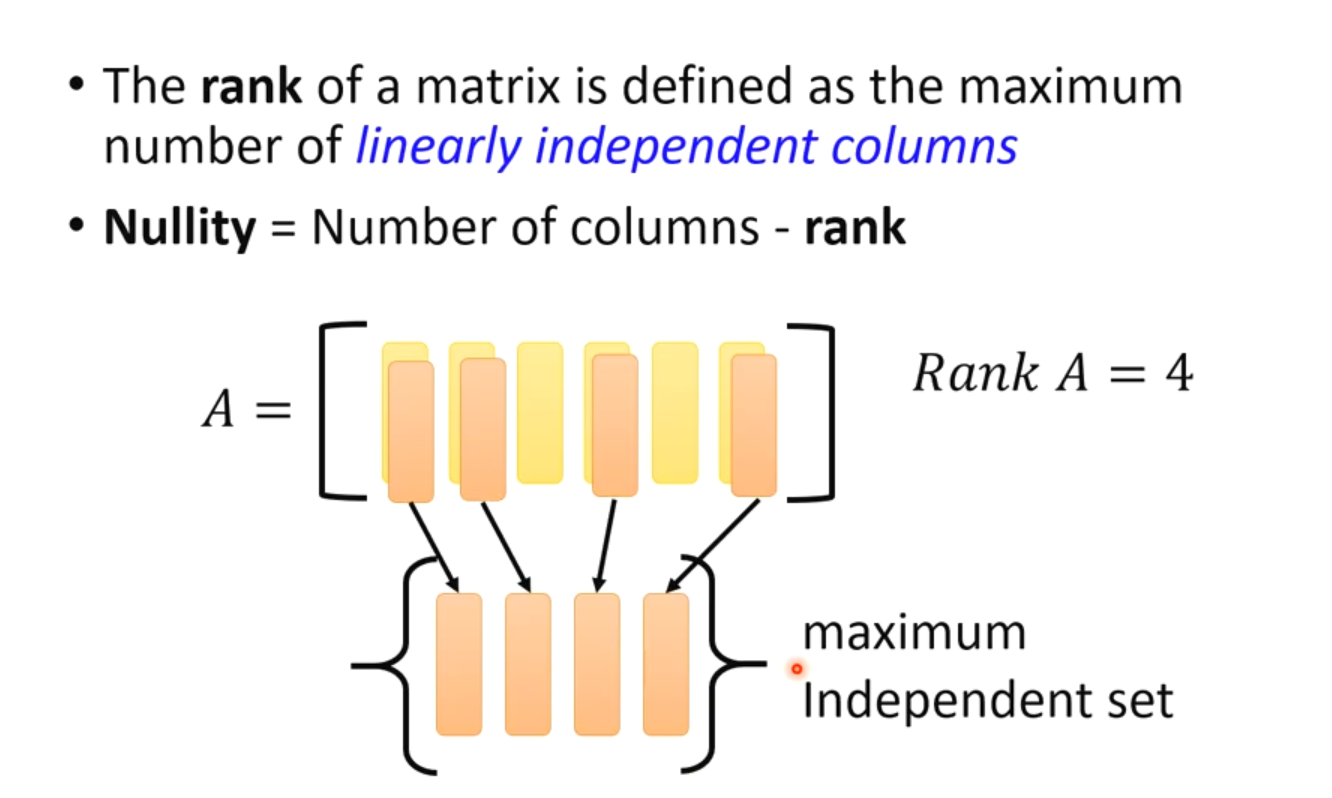 • The rank of a matrix is defined as the maximum
number of linearly independent columns
• Nullity = Number of columns - rank
A =
Rank A = 4
maximum
Independent set